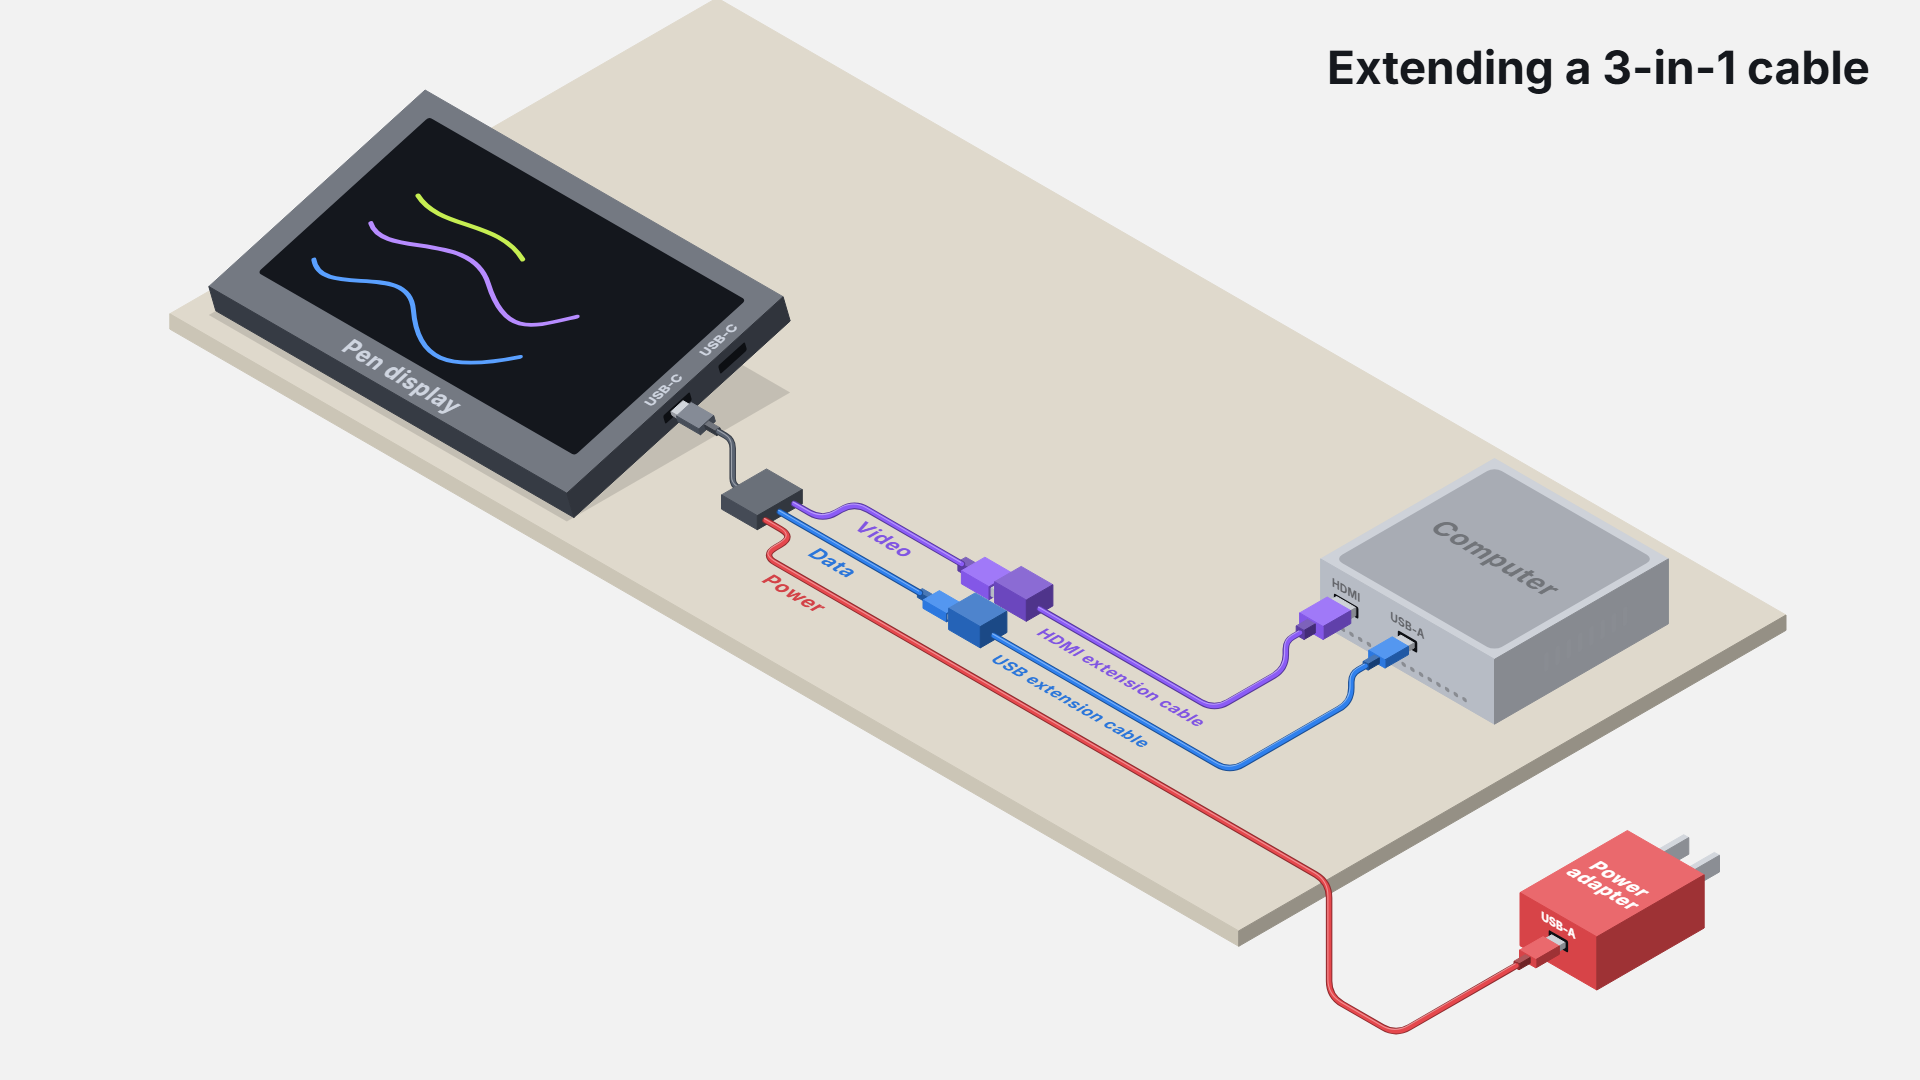 Extending a 3-in-1 cable
Pen display
USB-C
USB-C
Video
Data
Power
HDMI extension cable
USB extension cable
Computer
HDMI
USB-A
Power
adapter
USB-A